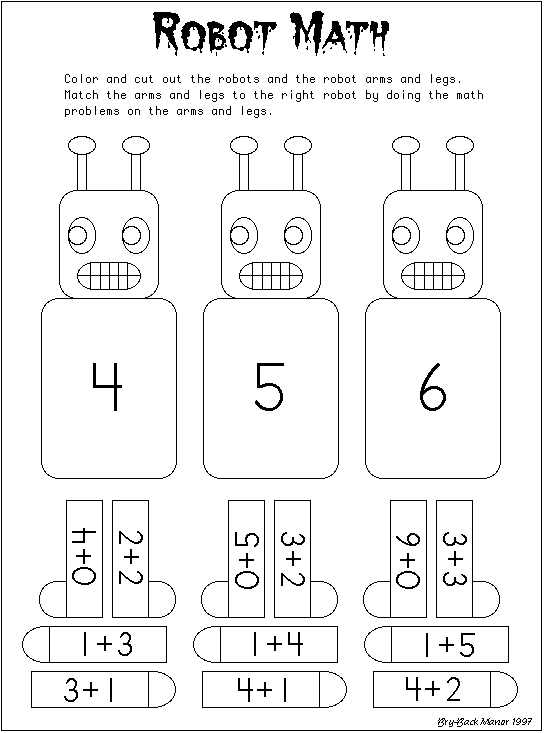 Robot Math
Color and cut out the robots and the robot arms and legs.
Match the arms and legs to the right robot by doing the math
problems on the arms and legs.
4 5 6
4+0 2+2 5+0 3+2 6+0 3+3
1+3 1+4 1+5
3+1 4+1 4+2
Bry-Back Manor 1997